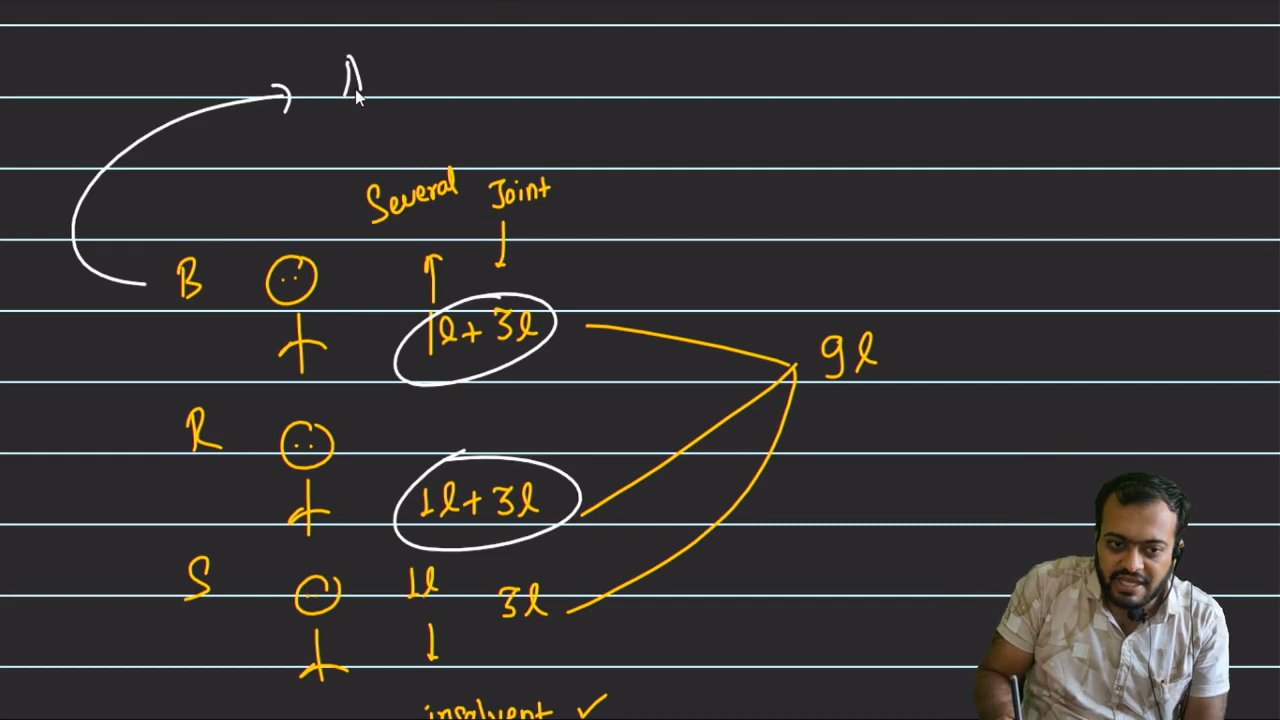 Several Joint
B 1l + 3l
9l
R 1l + 3l
S 1l 3l
insolvent ✓